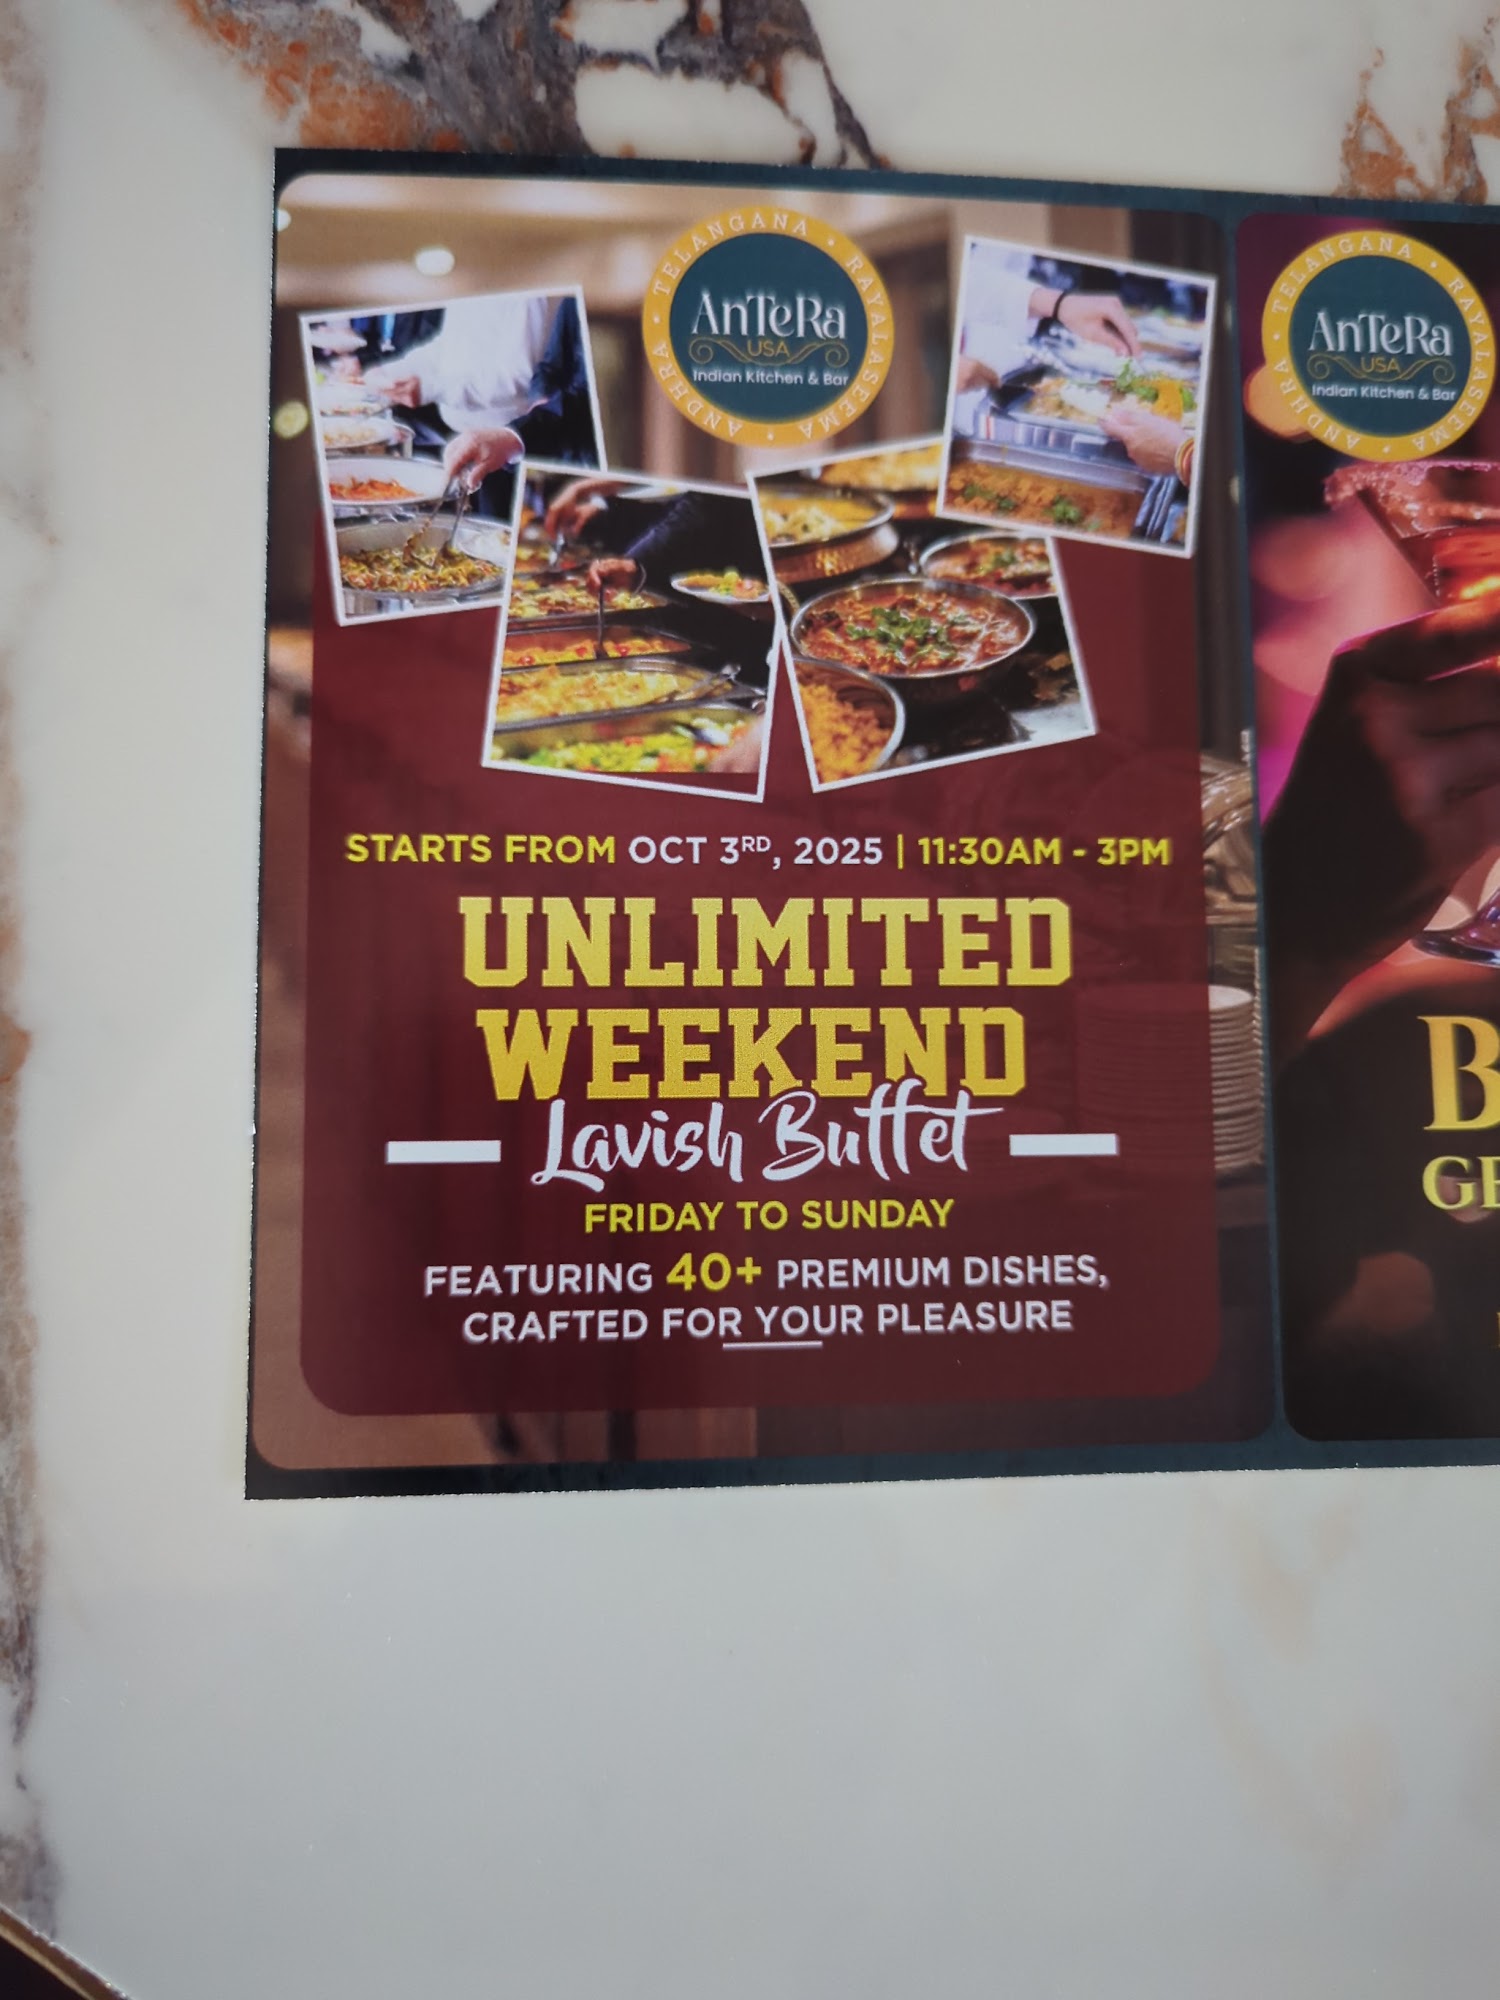 TELANGANA • RAYALASEEMA • ANDHRA •
AnTeRa
USA
Indian Kitchen & Bar
STARTS FROM OCT 3RD, 2025 | 11:30AM - 3PM
UNLIMITED
WEEKEND
Lavish Buffet
FRIDAY TO SUNDAY
FEATURING 40+ PREMIUM DISHES,
CRAFTED FOR YOUR PLEASURE
TELANGANA • RAYALASEEMA • ANDHRA •
AnTeRa
USA
Indian Kitchen & Bar